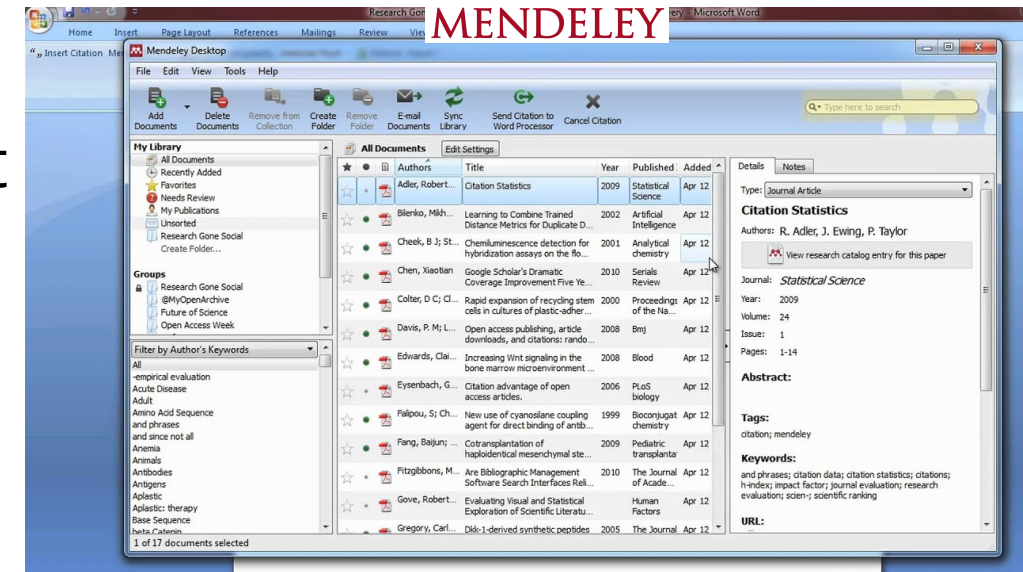 Research Gon
MENDELEY
ery - Microsoft Word
Home Insert Page Layout References Mailings Review View
Insert Citation
Mendeley Desktop
File Edit View Tools Help
Add Documents
Delete Documents
Remove from Collection
Create Folder
Remove Folder
E-mail Documents
Sync Library
Send Citation to Word Processor
Cancel Citation
Type here to search
My Library
All Documents
Recently Added
Favorites
Needs Review
My Publications
Unsorted
Research Gone Social
Create Folder...
Groups
Research Gone Social
@MyOpenArchive
Future of Science
Open Access Week
Filter by Author's Keywords
All
-empirical evaluation
Acute Disease
Adult
Amino Acid Sequence
and phrases
and since not all
Anemia
Animals
Antibodies
Antigens
Aplastic
Aplastic: therapy
Base Sequence
beta Catenin
1 of 17 documents selected
All Documents Edit Settings
Authors Title Year Published Added
Adler, Robert... Citation Statistics 2009 Statistical Science Apr 12
Bilenko, Mikh... Learning to Combine Trained Distance Metrics for Duplicate D... 2002 Artificial Intelligence Apr 12
Cheek, B J; St... Chemiluminescence detection for hybridization assays on the flo... 2001 Analytical chemistry Apr 12
Chen, Xiaotian Google Scholar's Dramatic Coverage Improvement Five Ye... 2010 Serials Review Apr 12
Colter, D C; Cl... Rapid expansion of recycling stem cells in cultures of plastic-adher... 2000 Proceedings of the Na... Apr 12
Davis, P. M; L... Open access publishing, article downloads, and citations: rando... 2008 Bmj Apr 12
Edwards, Clai... Increasing Wnt signaling in the bone marrow microenvironment ... 2008 Blood Apr 12
Eysenbach, G... Citation advantage of open access articles. 2006 PLoS biology Apr 12
Falipou, S; Ch... New use of cyanosilane coupling agent for direct binding of antib... 1999 Bioconjugat chemistry Apr 12
Fang, Baijun; ... Cotransplantation of haploidentical mesenchymal ste... 2009 Pediatric transplanta Apr 12
Fitzgibbons, M... Are Bibliographic Management Software Search Interfaces Reli... 2010 The Journal of Acade... Apr 12
Gove, Robert... Evaluating Visual and Statistical Exploration of Scientific Literatu... Human Factors Apr 12
Gregory, Carl... Dkk-1-derived synthetic peptides 2005 The Journal Apr 12
Details Notes
Type: Journal Article
Citation Statistics
Authors: R. Adler, J. Ewing, P. Taylor
View research catalog entry for this paper
Journal: Statistical Science
Year: 2009
Volume: 24
Issue: 1
Pages: 1-14
Abstract:
Tags:
citation; mendeley
Keywords:
and phrases; citation data; citation statistics; citations;
h-index; impact factor; journal evaluation; research
evaluation; scien-; scientific ranking
URL:
t